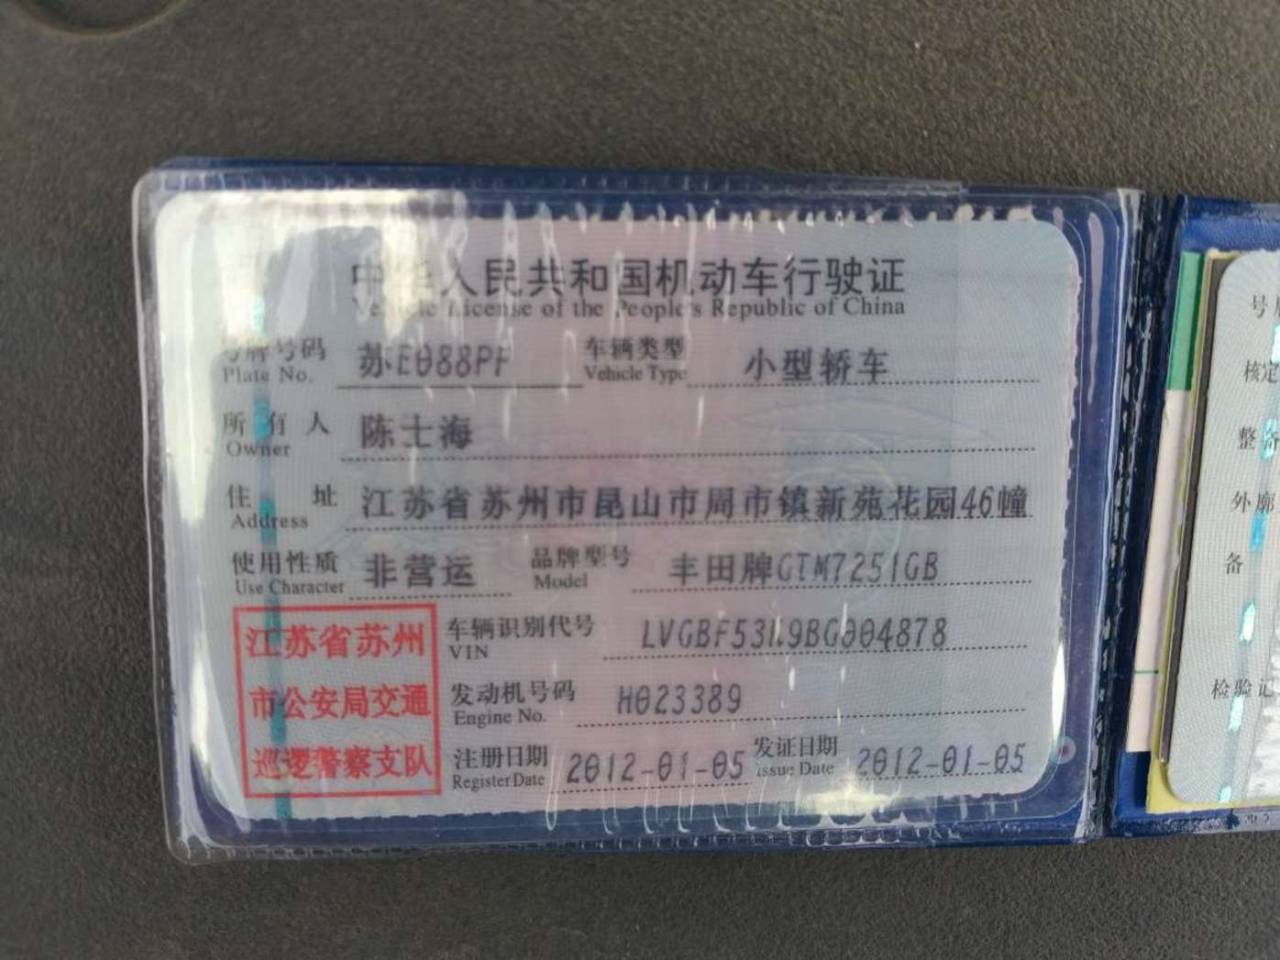 中华人民共和国机动车行驶证
Vehicle License of the People's Republic of China
号牌号码 苏E088PF 车辆类型 小型轿车
Plate No. Vehicle Type
所有人 陈士海
Owner
住址 江苏省苏州市昆山市周市镇新苑花园46幢
Address
使用性质 非营运 品牌型号 丰田牌GTM7251GB
Use Character Model
江苏省苏州
市公安局交通
巡逻警察支队
车辆识别代号
VIN
发动机号码 H023389
Engine No.
注册日期 2012-01-05 发证日期 2012-01-05
Register Date Issue Date
号
核定
整
外廓
备
检验记